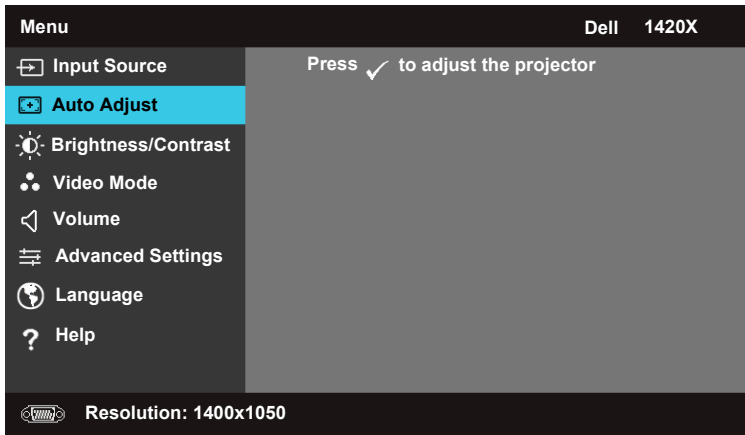 Menu Dell 1420X
Input Source
Press ✓ to adjust the projector
Auto Adjust
Brightness/Contrast
Video Mode
Volume
Advanced Settings
Language
? Help
Resolution: 1400x1050